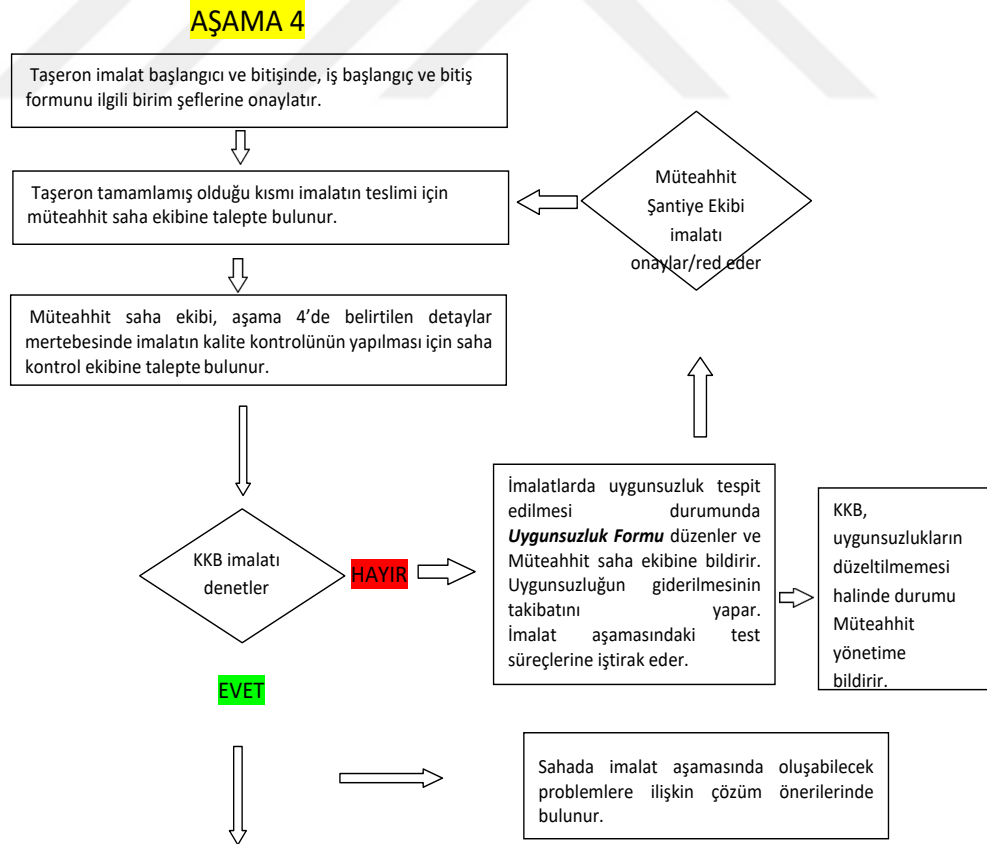 AŞAMA 4
Taşeron imalat başlangıcı ve bitişinde, iş başlangıç ve bitiş
formunu ilgili birim şeflerine onaylatır.
Taşeron tamamlamış olduğu kısmı imalatın teslimi için
müteahhit saha ekibine talepte bulunur.
Müteahhit
Şantiye Ekibi
imalatı
onaylar/red eder
Müteahhit saha ekibi, aşama 4’de belirtilen detaylar
mertebesinde imalatın kalite kontrolünün yapılması için saha
kontrol ekibine talepte bulunur.
KKB imalatı
denetler
HAYIR
İmalatlarda uygunsuzluk tespit
edilmesi durumunda
Uygunsuzluk Formu düzenler ve
Müteahhit saha ekibine bildirir.
Uygunsuzluğun giderilmesinin
takibatını yapar.
İmalat aşamasındaki test
süreçlerine iştirak eder.
KKB,
uygunsuzlukların
düzeltilmemesi
halinde durumu
Müteahhit
yönetime
bildirir.
EVET
Sahada imalat aşamasında oluşabilecek
problemlere ilişkin çözüm önerilerinde
bulunur.